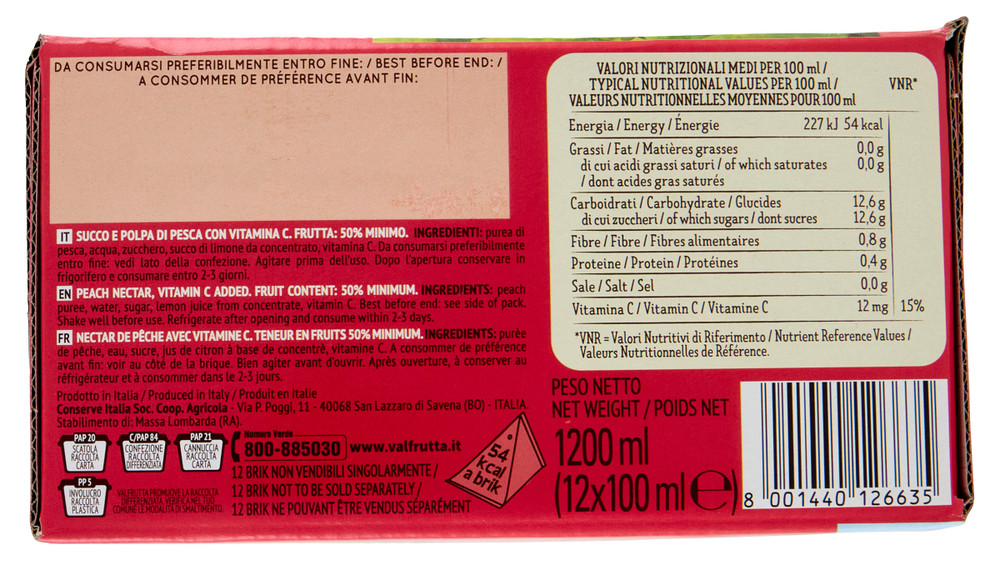 DA CONSUMARSI PREFERIBILMENTE ENTRO FINE: / BEST BEFORE END: /
A CONSOMMER DE PRÉFÉRENCE AVANT FIN:
IT SUCCO E POLPA DI PESCA CON VITAMINA C. FRUTTA: 50% MINIMO. INGREDIENTI: purea di
pesca, acqua, zucchero, succo di limone da concentrato, vitamina C. Da consumarsi preferibilmente
entro fine: vedi lato della confezione. Agitare prima dell'uso. Dopo l'apertura conservare in
frigorifero e consumare entro 2-3 giorni.
EN PEACH NECTAR, VITAMIN C ADDED. FRUIT CONTENT: 50% MINIMUM. INGREDIENTS: peach
puree, water, sugar, lemon juice from concentrate, vitamin C. Best before end: see side of pack.
Shake well before use. Refrigerate after opening and consume within 2-3 days.
FR NECTAR DE PÊCHE AVEC VITAMINE C. TENEUR EN FRUITS 50% MINIMUM. INGREDIENTS: purèe
de pêche, eau, sucre, jus de citron à base de concentré, vitamine C. A consommer de préférence
avant fin: voir au côté de la brique. Bien agiter avant d'ouvrir. Après ouverture, à conserver au
réfrigérateur et à consommer dans le 2-3 jours.
Prodotto in Italia / Produced in Italy / Produit en Italie
Conserve Italia Soc. Coop. Agricola - Via P. Poggi, 11 - 40068 San Lazzaro di Savena (BO) - ITALIA
Stabilimento di: Massa Lombarda (RA).
PAP 20
SCATOLA
RACCOLTA
CARTA
C/PAP 84
CONFEZIONE
RACCOLTA
DIFFERENZIATA
PAP 21
CANNUCCIA
RACCOLTA
CARTA
PP 5
INVOLUCRO
RACCOLTA
PLASTICA
VALFRUTTA PROMUOVE LA RACCOLTA
DIFFERENZIATA. VERIFICA NEL TUO
COMUNE LE MODALITÀ DI SMALTIMENTO.
Numero Verde
800-885030 www.valfrutta.it
12 BRIK NON VENDIBILI SINGOLARMENTE /
12 BRIK NOT TO BE SOLD SEPARATELY /
12 BRIK NE POUVANT ÊTRE VENDUS SÉPARÉMENT
54
kcal
a brik
VALORI NUTRIZIONALI MEDI PER 100 ml /
TYPICAL NUTRITIONAL VALUES PER 100 ml /
VALEURS NUTRITIONNELLES MOYENNES POUR 100 ml
VNR*
Energia / Energy / Énergie 227 kJ 54 kcal
Grassi / Fat / Matières grasses 0,0 g
di cui acidi grassi saturi / of which saturates 0,0 g
/ dont acides gras saturés
Carboidrati / Carbohydrate / Glucides 12,6 g
di cui zuccheri / of which sugars / dont sucres 12,6 g
Fibre / Fibre / Fibres alimentaires 0,8 g
Proteine / Protein / Protéines 0,4 g
Sale / Salt / Sel 0,0 g
Vitamina C / Vitamin C / Vitamine C 12 mg 15%
*VNR = Valori Nutritivi di Riferimento / Nutrient Reference Values /
Valeurs Nutritionnelles de Référence.
PESO NETTO
NET WEIGHT / POIDS NET
1200 ml
(12x100 ml e)
8 001440 126635